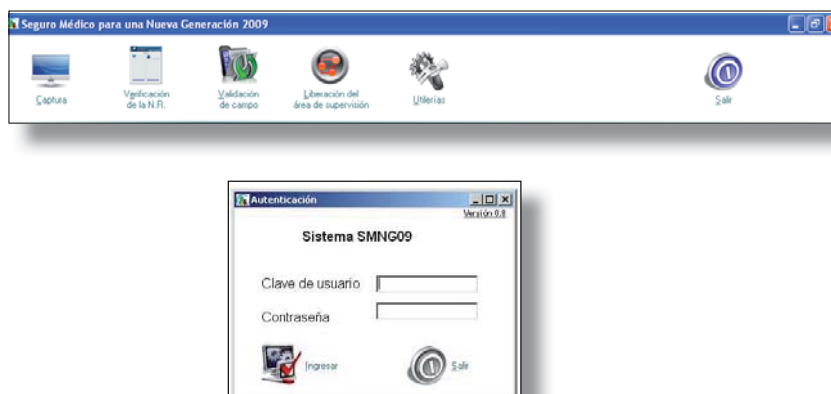 Seguro Médico para una Nueva Generación 2009
Captura
Verificación
de la N.R.
Validación
de campo
Liberación del
área de supervisión
Utilerías
Salir
Autenticación
Versión 0.8
Sistema SMNG09
Clave de usuario
Contraseña
Ingresar
Salir